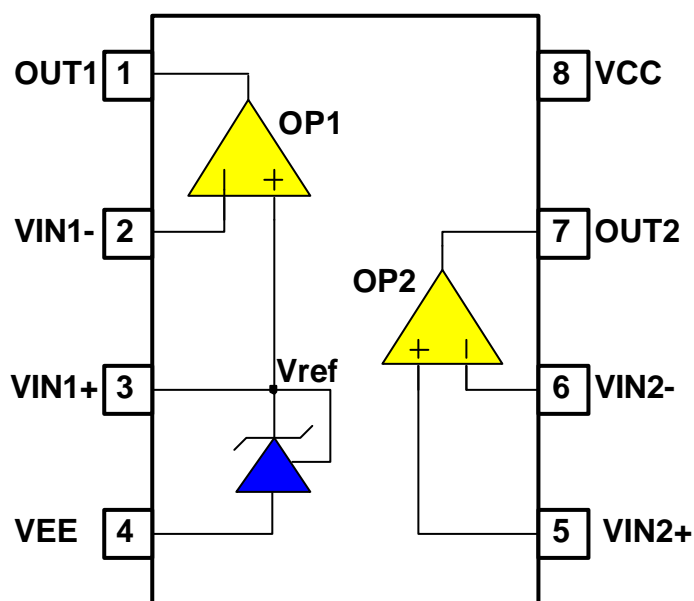 OUT1 1
8 VCC
OP1
VIN1- 2
7 OUT2
OP2
VIN1+ 3
Vref
6 VIN2-
VEE 4
5 VIN2+